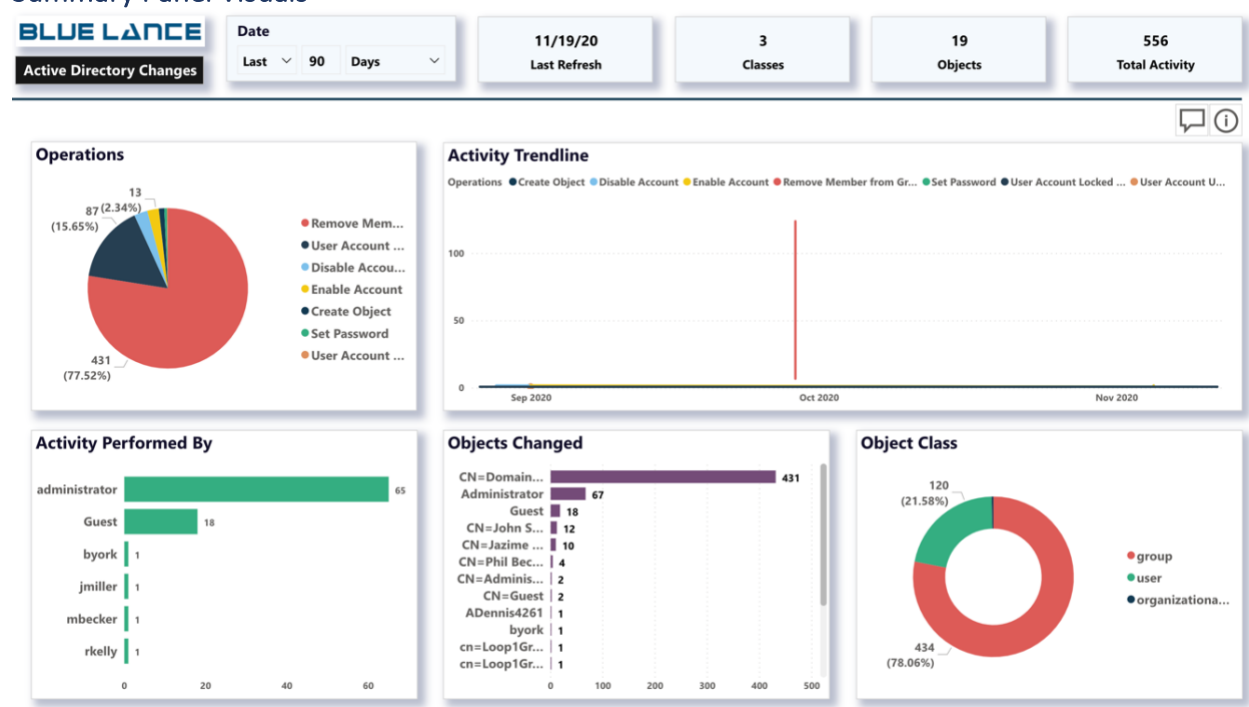 Summary Panel Visuals
BLUE LANCE
Active Directory Changes
Date
Last 90 Days
11/19/20
Last Refresh
3
Classes
19
Objects
556
Total Activity
Operations
13
(2.34%)
87
(15.65%)
431
(77.52%)
Remove Mem...
User Account ...
Disable Accou...
Enable Account
Create Object
Set Password
User Account ...
Activity Trendline
Operations Create Object Disable Account Enable Account Remove Member from Gr... Set Password User Account Locked ... User Account U...
100
50
0
Sep 2020 Oct 2020 Nov 2020
Activity Performed By
administrator 65
Guest 18
byork 1
jmiller 1
mbecker 1
rkelly 1
0 20 40 60
Objects Changed
CN=Domain... 431
Administrator 67
Guest 18
CN=John S... 12
CN=Jazime ... 10
CN=Phil Bec... 4
CN=Adminis... 2
CN=Guest 2
ADennis4261 1
byork 1
cn=Loop1Gr... 1
cn=Loop1Gr... 1
0 100 200 300 400 500
Object Class
120
(21.58%)
434
(78.06%)
group
user
organizationa...